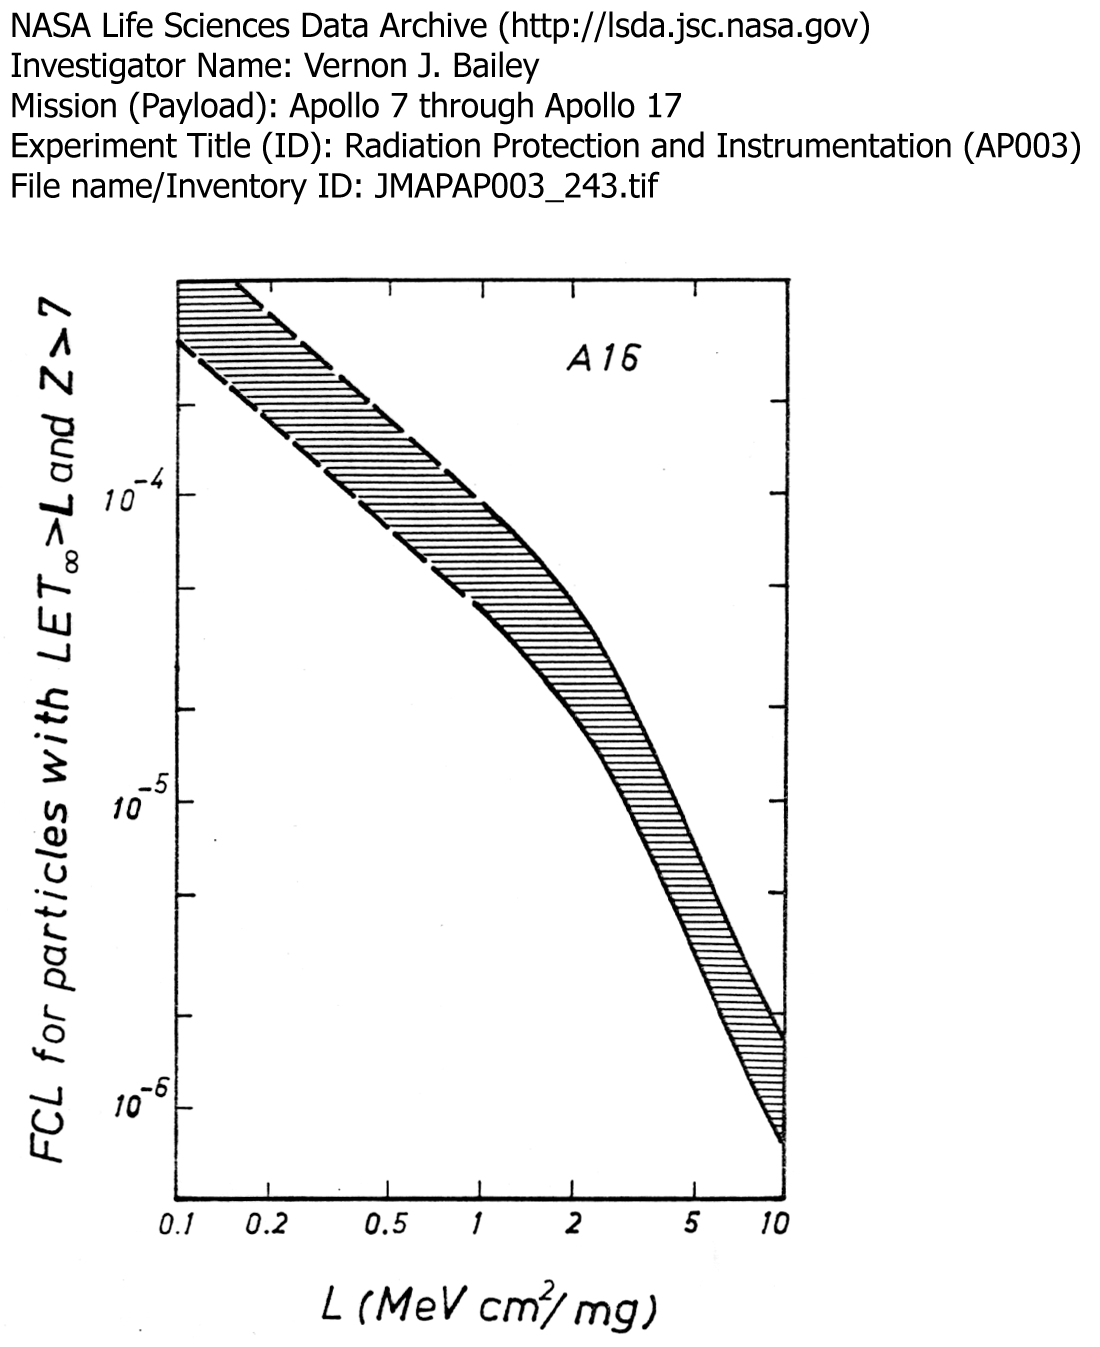 NASA Life Sciences Data Archive (http://lsda.jsc.nasa.gov)
Investigator Name: Vernon J. Bailey
Mission (Payload): Apollo 7 through Apollo 17
Experiment Title (ID): Radiation Protection and Instrumentation (AP003)
File name/Inventory ID: JMAPAP003_243.tif
FCL for particles with LET∞>L and Z>7
A16
10⁻⁴
10⁻⁵
10⁻⁶
0.1 0.2 0.5 1 2 5 10
L (MeV cm²/mg)